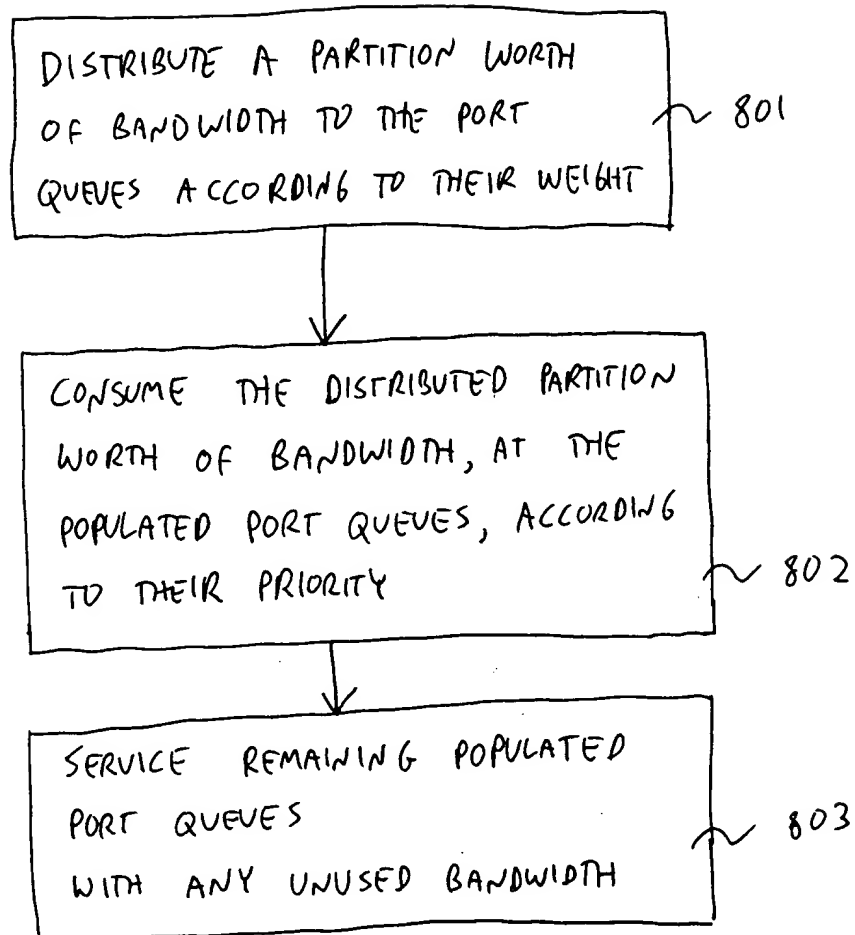 DISTRIBUTE A PARTITION WORTH
OF BANDWIDTH TO THE PORT
QUEUES ACCORDING TO THEIR WEIGHT
801
CONSUME THE DISTRIBUTED PARTITION
WORTH OF BANDWIDTH, AT THE
POPULATED PORT QUEUES, ACCORDING
TO THEIR PRIORITY
802
SERVICE REMAINING POPULATED
PORT QUEUES
WITH ANY UNUSED BANDWIDTH
803